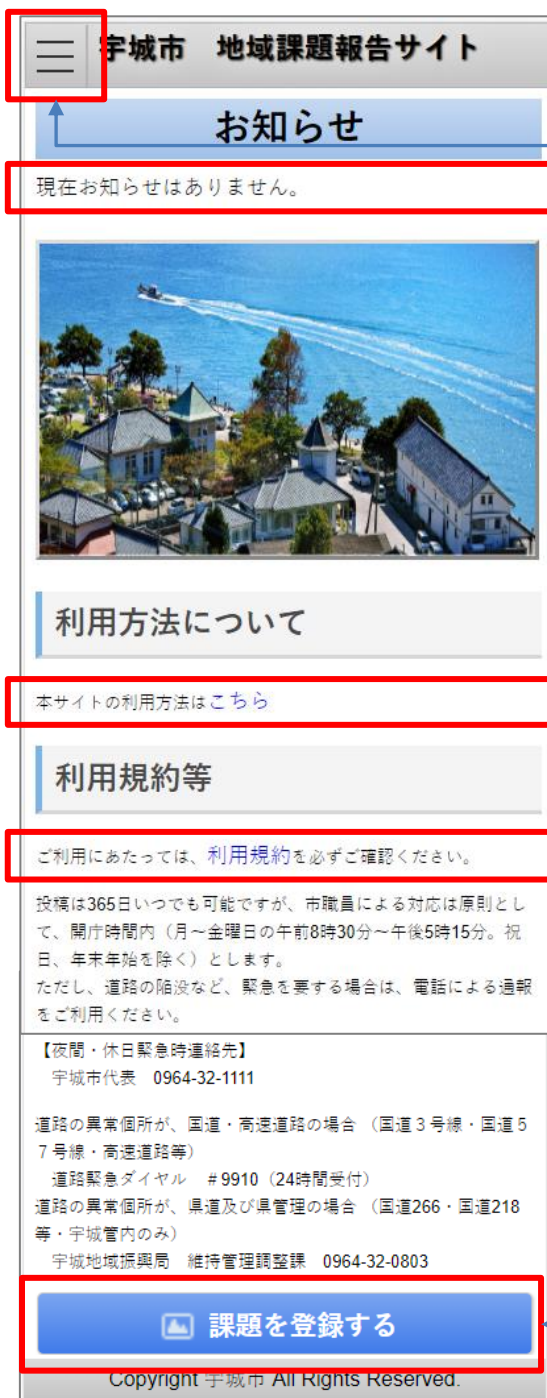 宇城市　地域課題報告サイト
お知らせ
現在お知らせはありません。
利用方法について
本サイトの利用方法はこちら
利用規約等
ご利用にあたっては、利用規約を必ずご確認ください。
投稿は365日いつでも可能ですが、市職員による対応は原則とし
て、開庁時間内（月～金曜日の午前8時30分～午後5時15分。祝
日、年末年始を除く）とします。
ただし、道路の陥没など、緊急を要する場合は、電話による通報
をご利用ください。
【夜間・休日緊急時連絡先】
宇城市代表　0964-32-1111
道路の異常個所が、国道・高速道路の場合 （国道３号線・国道５
７号線・高速道路等）
道路緊急ダイヤル　＃9910（24時間受付）
道路の異常個所が、県道及び県管理の場合 （国道266・国道218
等・宇城管内のみ）
宇城地域振興局　維持管理調整課　0964-32-0803
課題を登録する
Copyright 宇城市 All Rights Reserved.